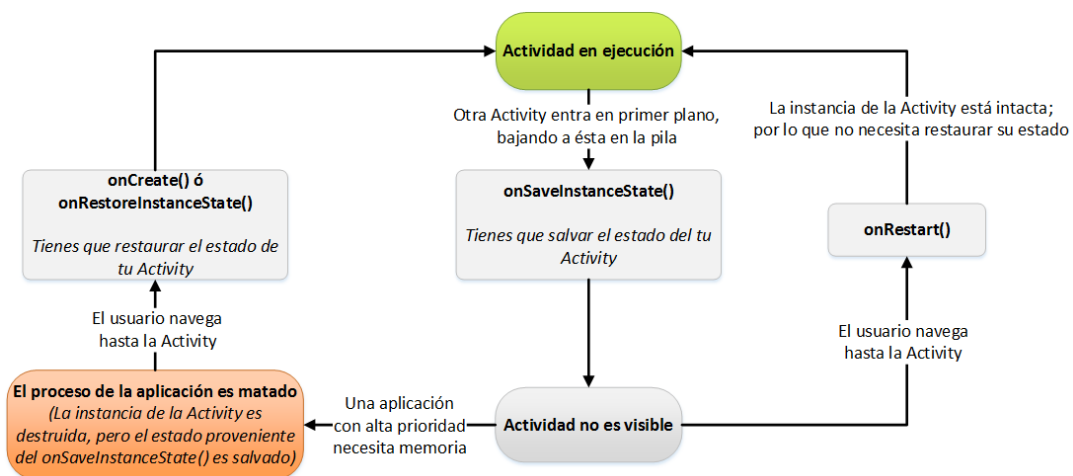 Actividad en ejecución
Otra Activity entra en primer plano,
bajando a ésta en la pila
La instancia de la Activity está intacta;
por lo que no necesita restaurar su estado
onCreate() ó
onRestoreInstanceState()
Tienes que restaurar el estado de
tu Activity
onSaveInstanceState()
Tienes que salvar el estado del tu
Activity
onRestart()
El usuario navega
hasta la Activity
El usuario navega
hasta la Activity
El proceso de la aplicación es matado
(La instancia de la Activity es
destruida, pero el estado proveniente
del onSaveInstanceState() es salvado)
Una aplicación
con alta prioridad
necesita memoria
Actividad no es visible